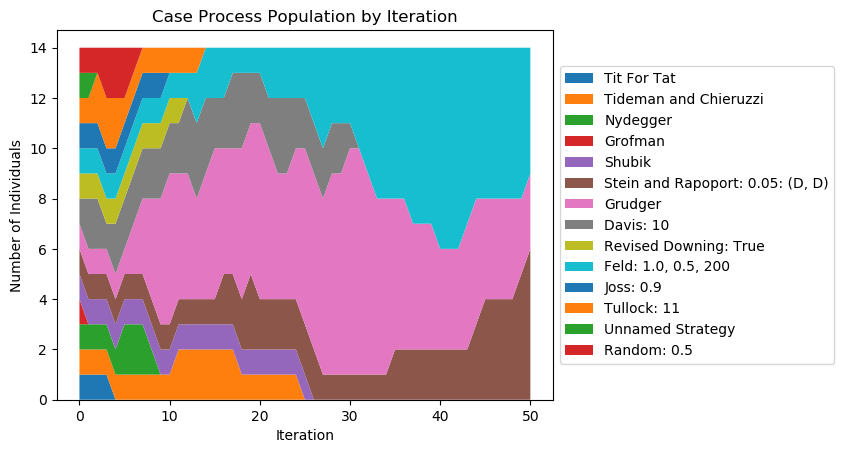 Case Process Population by Iteration
Number of Individuals
14
12
10
8
6
4
2
0
0
10
20
30
40
50
Iteration
Tit For Tat
Tideman and Chieruzzi
Nydegger
Grofman
Shubik
Stein and Rapoport: 0.05: (D, D)
Grudger
Davis: 10
Revised Downing: True
Feld: 1.0, 0.5, 200
Joss: 0.9
Tullock: 11
Unnamed Strategy
Random: 0.5